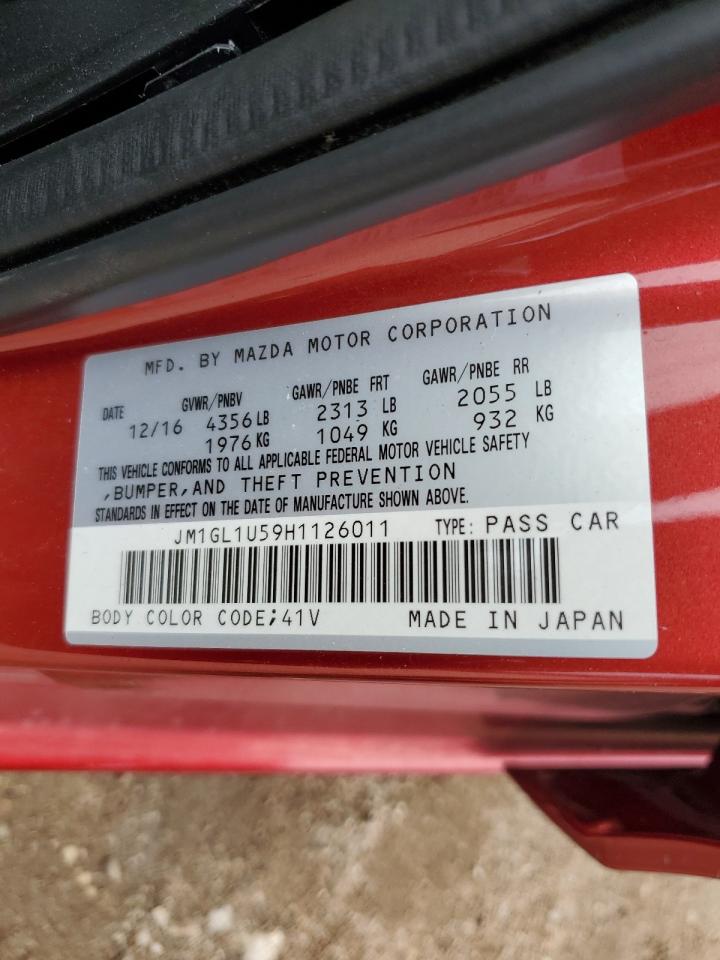 MFD. BY MAZDA MOTOR CORPORATION
DATE GVWR/PNBV GAWR/PNBE FRT GAWR/PNBE RR
12/16 4356 LB 2313 LB 2055 LB
1976 KG 1049 KG 932 KG
THIS VEHICLE CONFORMS TO ALL APPLICABLE FEDERAL MOTOR VEHICLE SAFETY
,BUMPER,AND THEFT PREVENTION
STANDARDS IN EFFECT ON THE DATE OF MANUFACTURE SHOWN ABOVE.
JM1GL1U59H1126011 TYPE: PASS CAR
BODY COLOR CODE;41V MADE IN JAPAN